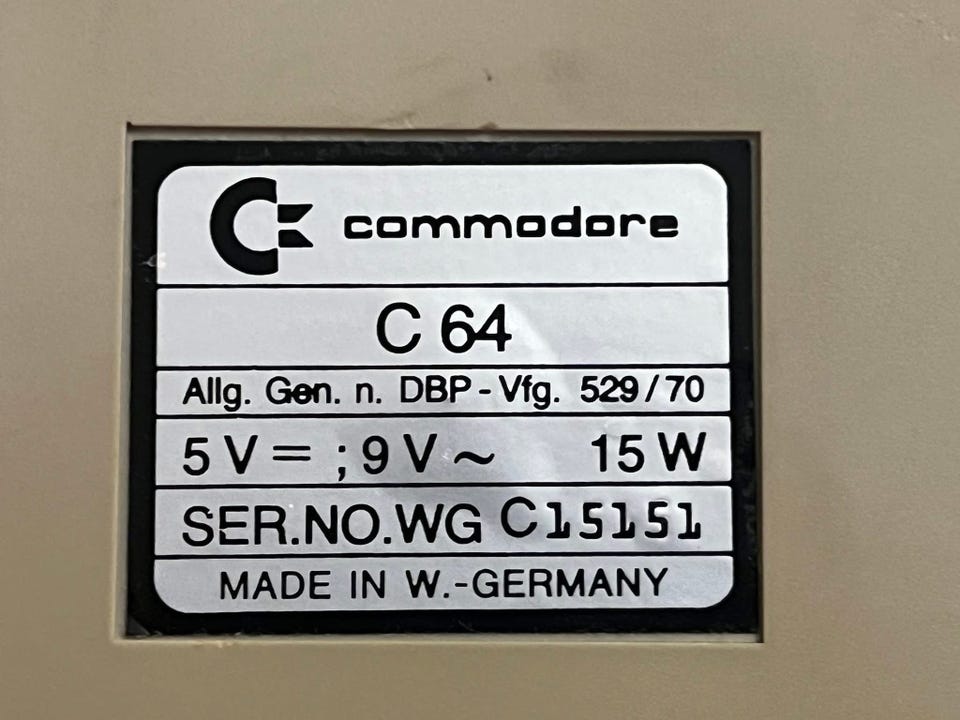 commodore
C 64
Allg. Gen. n. DBP - Vfg. 529 / 70
5 V = ; 9 V ~ 15 W
SER.NO.WG C15151
MADE IN W.-GERMANY